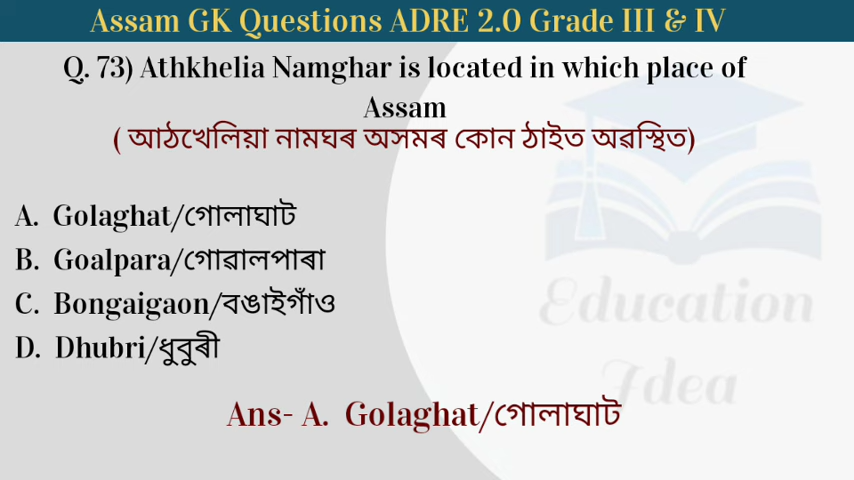 Assam GK Questions ADRE 2.0 Grade III & IV
Q. 73) Athkhelia Namghar is located in which place of
Assam
( আঠখেলিয়া নামঘৰ অসমৰ কোন ঠাইত অৱস্থিত)
A. Golaghat/গোলাঘাট
B. Goalpara/গোৱালপাৰা
C. Bongaigaon/বঙাইগাঁও
D. Dhubri/ধুবুৰী
Education
Idea
Ans- A. Golaghat/গোলাঘাট